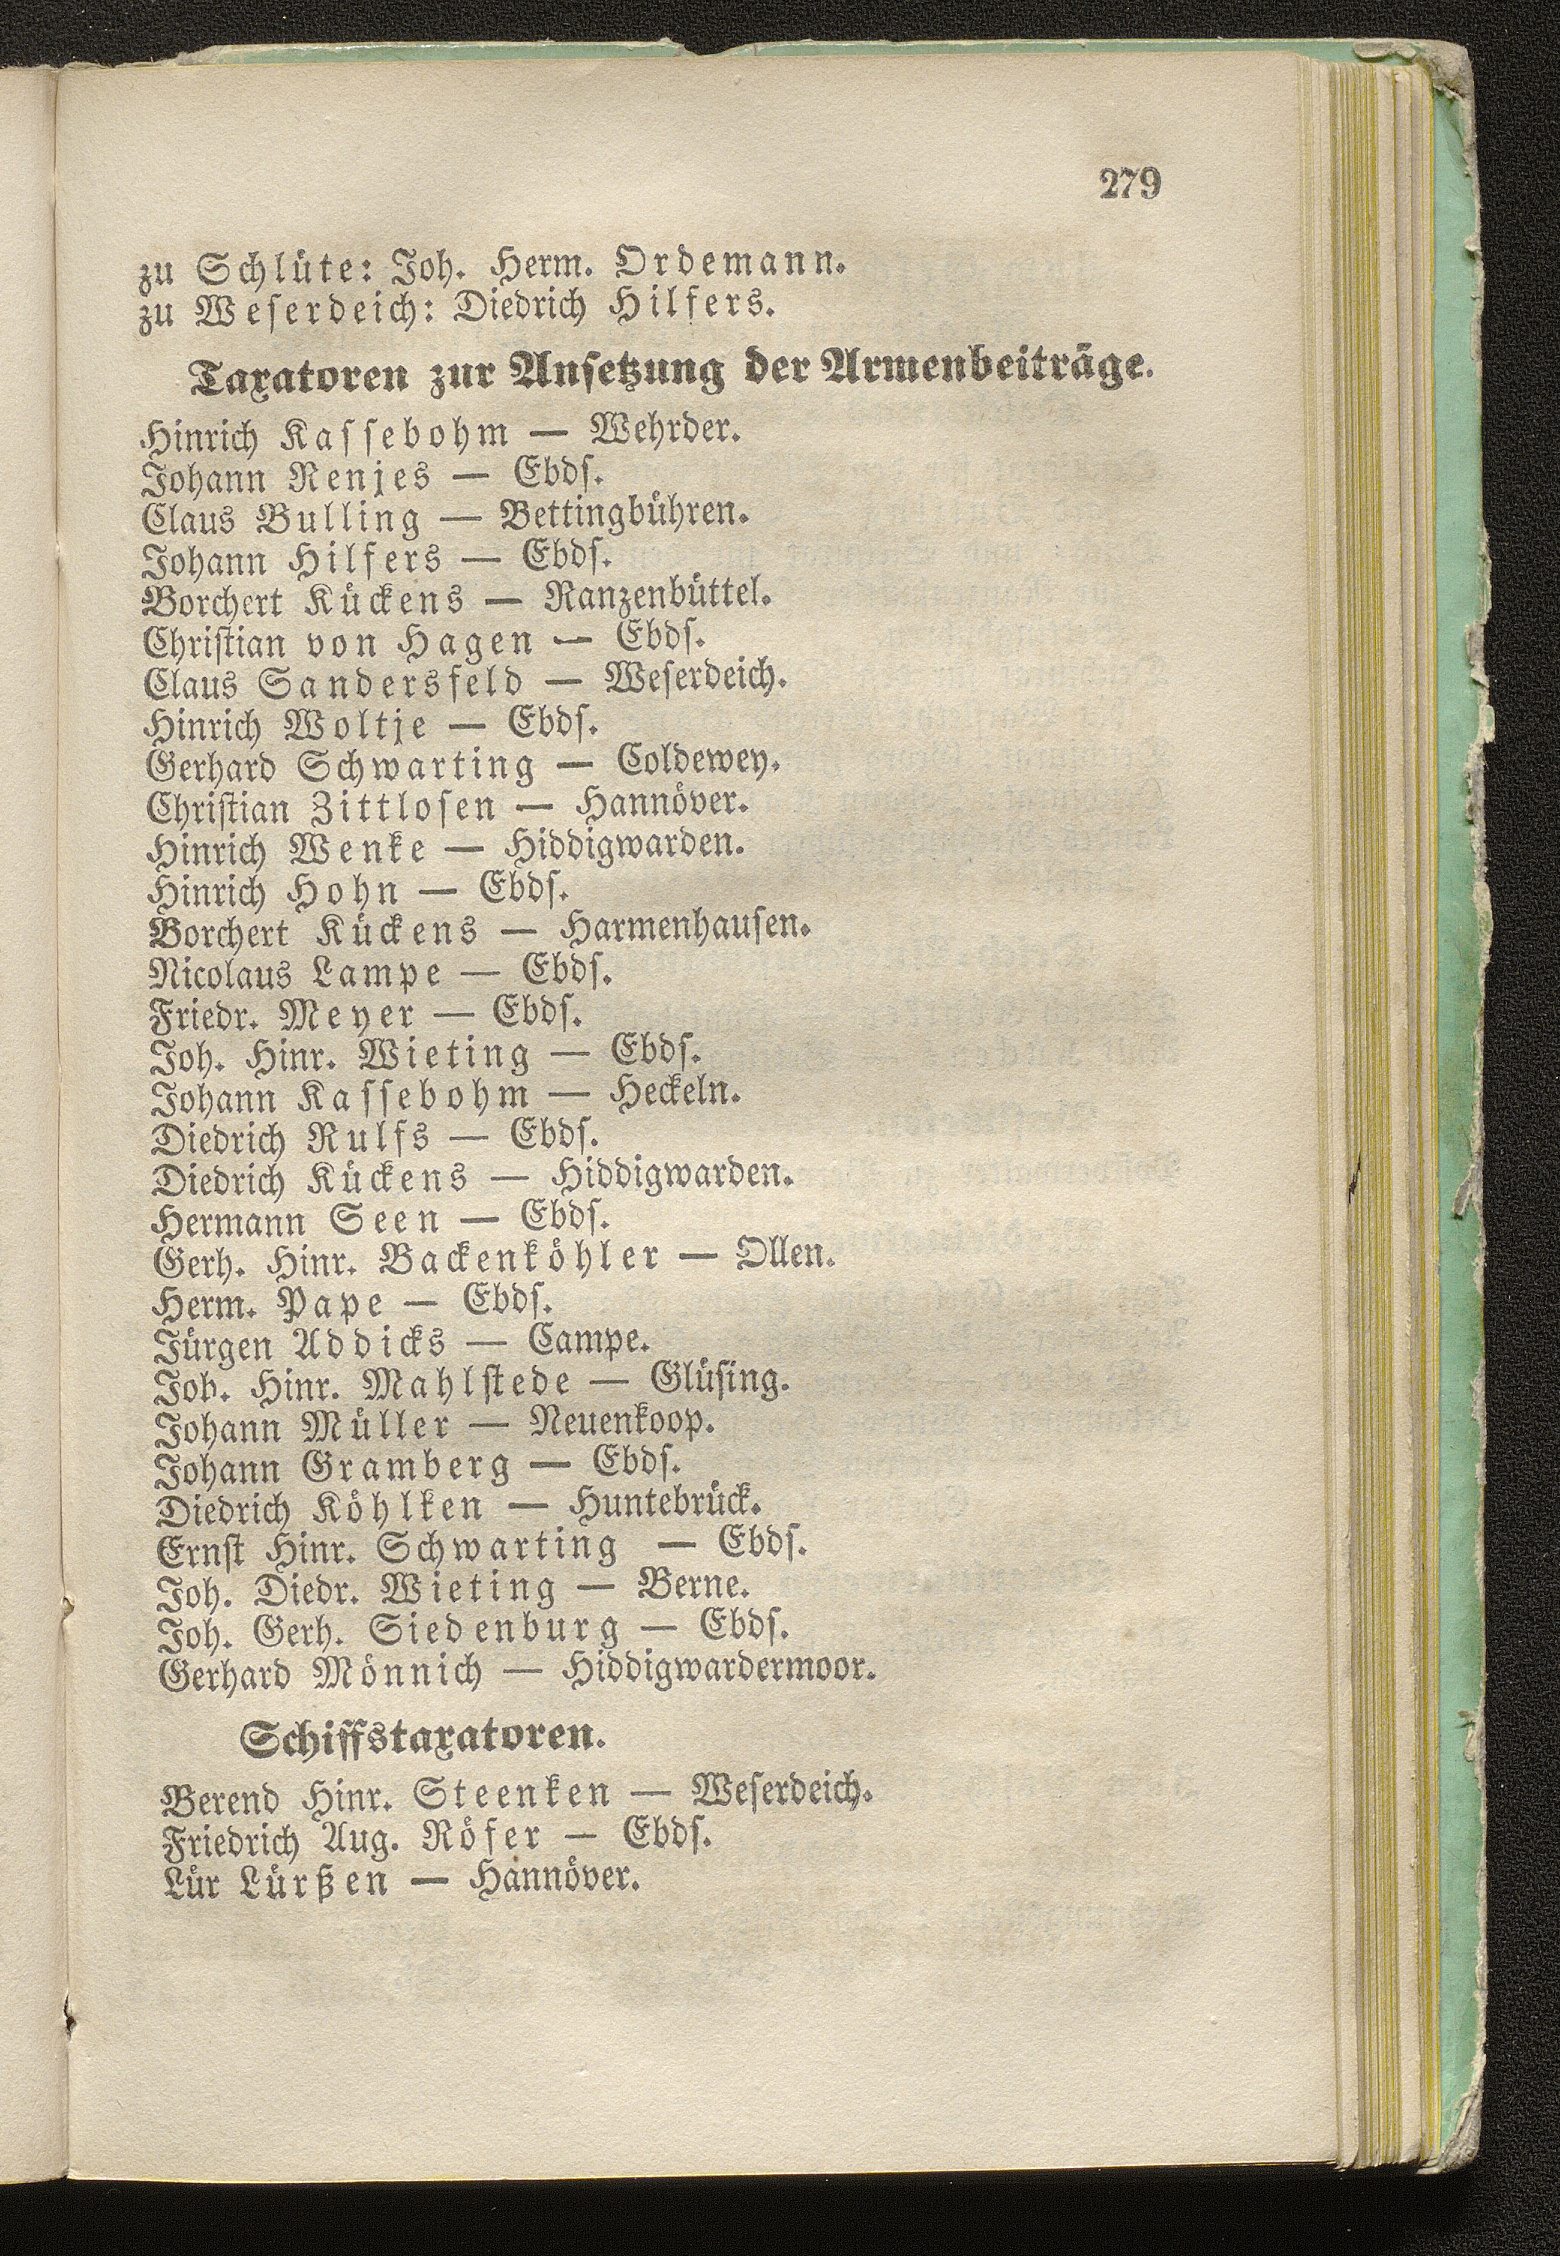 279
zu Schlüte: Joh. Herm. Ordemann.
zu Weſerdeich: Diedrich Hilfers.
Taxatoren zur Anſetzung der Armenbeiträge.
Hinrich Kaſſebohm — Wehrder.
Johann Renjes — Ebdſ.
Claus Bulling — Bettingbühren.
Johann Hilfers — Ebdſ.
Borchert Kückens — Ranzenbüttel.
Chriſtian von Hagen — Ebdſ.
Claus Sandersfeld — Weſerdeich.
Hinrich Woltje — Ebdſ.
Gerhard Schwarting — Coldewey.
Chriſtian Zittloſen — Hannöver.
Hinrich Wenke — Hiddigwarden.
Hinrich Hohn — Ebdſ.
Borchert Kückens — Harmenhauſen.
Nicolaus Lampe — Ebdſ.
Friedr. Meyer — Ebdſ.
Joh. Hinr. Wieting — Ebdſ.
Johann Kaſſebohm — Heckeln.
Diedrich Rulfs — Ebdſ.
Diedrich Kückens — Hiddigwarden.
Hermann Seen — Ebdſ.
Gerh. Hinr. Backenköhler — Ollen.
Herm. Pape — Ebdſ.
Jürgen Addicks — Campe.
Joh. Hinr. Mahlſtede — Glüſing.
Johann Müller — Neuenkoop.
Johann Gramberg — Ebdſ.
Diedrich Köhlken — Huntebrück.
Ernſt Hinr. Schwarting — Ebdſ.
Joh. Diedr. Wieting — Berne.
Joh. Gerh. Siedenburg — Ebdſ.
Gerhard Mönnich — Hiddigwardermoor.
Schiffstaxatoren.
Berend Hinr. Steenken — Weſerdeich.
Friedrich Aug. Röfer — Ebdſ.
Lür Lürßen — Hannöver.